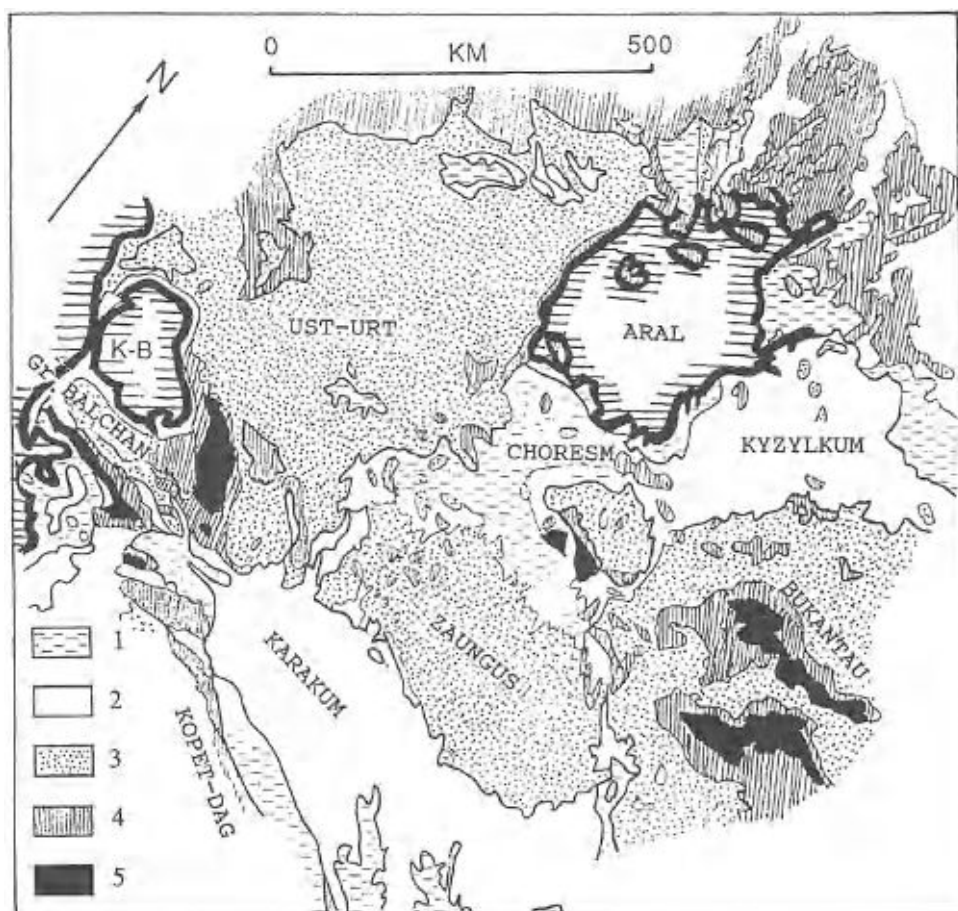 0 KM 500
N
UST-URT
K-B
ARAL
Gr
BALCHAN
CHORESM
KYZYLKUM
BUKANTAU
ZAUNGUS
KARAKUM
KOPET-DAG
1
2
3
4
5